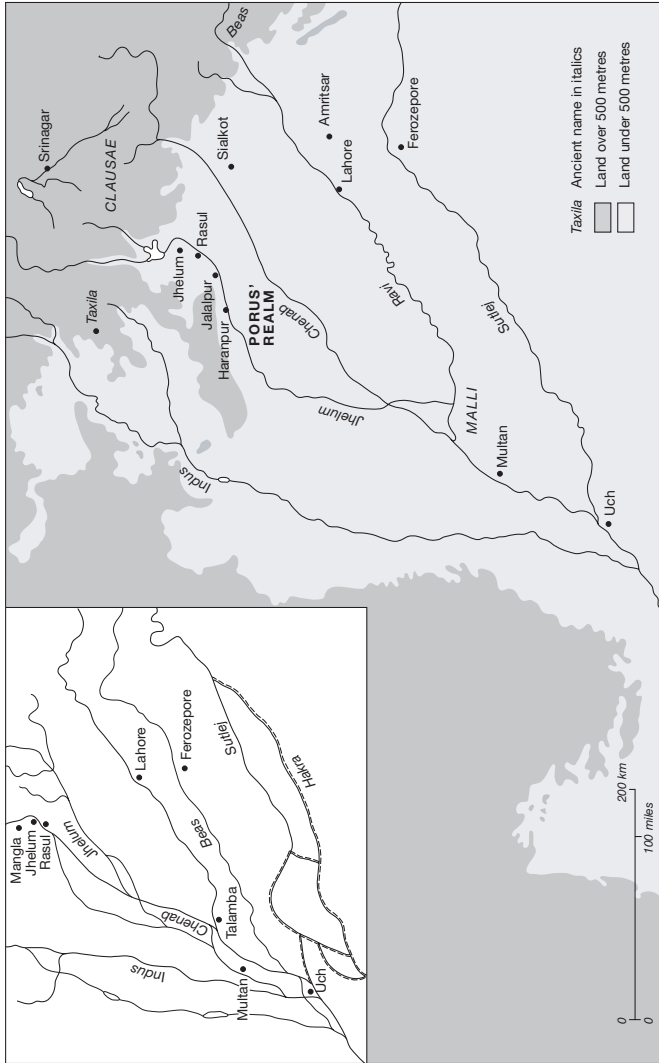 Srinagar
CLAUSAE
Taxila
Beas
Jhelum
Rasul
Jalalpur
Haranpur
Sialkot
PORUS'
REALM
Chenab
Amritsar
Lahore
Ferozepore
Indus
Jhelum
Ravi
Sutlej
MALLI
Multan
Uch
Taxila Ancient name in italics
Land over 500 metres
Land under 500 metres
0 200 km
0 100 miles
Mangla
Jhelum
Rasul
Jhelum
Lahore
Ferozepore
Chenab
Beas
Sutlej
Hakra
Indus
Talamba
Multan
Uch